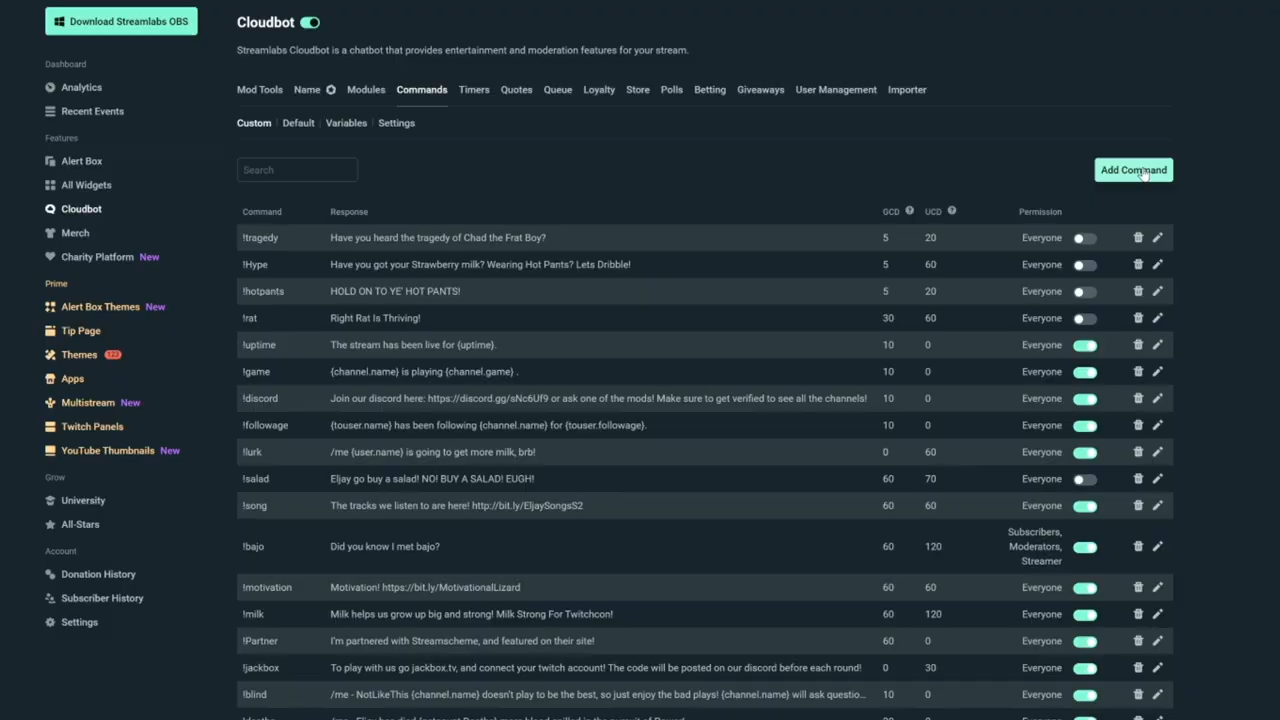 Download Streamlabs OBS
Dashboard
Analytics
Recent Events
Features
Alert Box
All Widgets
Cloudbot
Merch
Charity Platform New
Prime
Alert Box Themes New
Tip Page
Themes 123
Apps
Multistream New
Twitch Panels
YouTube Thumbnails New
Grow
University
All-Stars
Account
Donation History
Subscriber History
Settings
Cloudbot
Streamlabs Cloudbot is a chatbot that provides entertainment and moderation features for your stream.
Mod Tools Name Modules Commands Timers Quotes Queue Loyalty Store Polls Betting Giveaways User Management Importer
Custom Default Variables Settings
Search
Add Command
Command Response GCD ? UCD ? Permission
!tragedy Have you heard the tragedy of Chad the Frat Boy? 5 20 Everyone
!Hype Have you got your Strawberry milk? Wearing Hot Pants? Lets Dribble! 5 60 Everyone
!hotpants HOLD ON TO YE' HOT PANTS! 5 20 Everyone
!rat Right Rat Is Thriving! 30 60 Everyone
!uptime The stream has been live for {uptime}. 10 0 Everyone
!game {channel.name} is playing {channel.game} . 10 0 Everyone
!discord Join our discord here: https://discord.gg/sNc6Uf9 or ask one of the mods! Make sure to get verified to see all the channels! 10 0 Everyone
!followage {touser.name} has been following {channel.name} for {touser.followage}. 10 0 Everyone
!lurk /me {user.name} is going to get more milk, brb! 0 60 Everyone
!salad Eljay go buy a salad! NO! BUY A SALAD! EUGH! 60 70 Everyone
!song The tracks we listen to are here! http://bit.ly/EljaySongsS2 60 60 Everyone
!bajo Did you know I met bajo? 60 120 Subscribers,
Moderators,
Streamer
!motivation Motivation! https://bit.ly/MotivationalLizard 60 60 Everyone
!milk Milk helps us grow up big and strong! Milk Strong For Twitchcon! 60 120 Everyone
!Partner I'm partnered with Streamscheme, and featured on their site! 60 0 Everyone
!jackbox To play with us go jackbox.tv, and connect your twitch account! The code will be posted on our discord before each round! 0 30 Everyone
!blind /me - NotLikeThis {channel.name} doesn't play to be the best, so just enjoy the bad plays! {channel.name} will ask questio... 10 0 Everyone